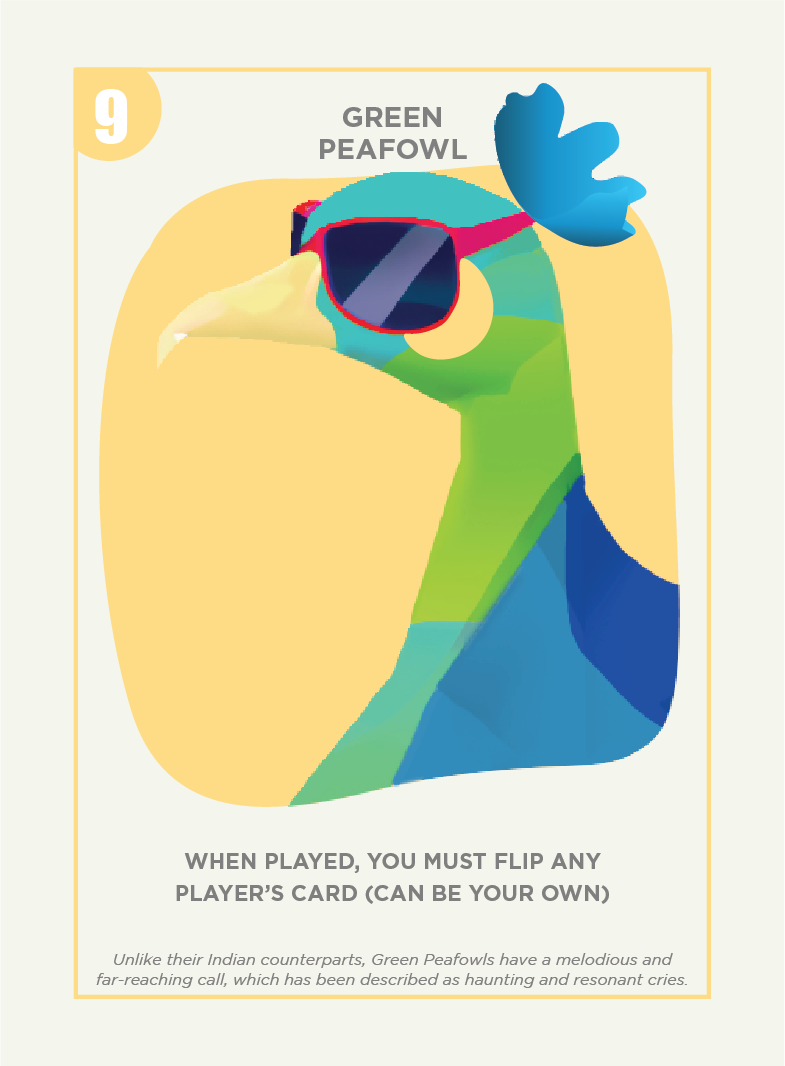 9
GREEN
PEAFOWL
WHEN PLAYED, YOU MUST FLIP ANY
PLAYER’S CARD (CAN BE YOUR OWN)
Unlike their Indian counterparts, Green Peafowls have a melodious and
far-reaching call, which has been described as haunting and resonant cries.